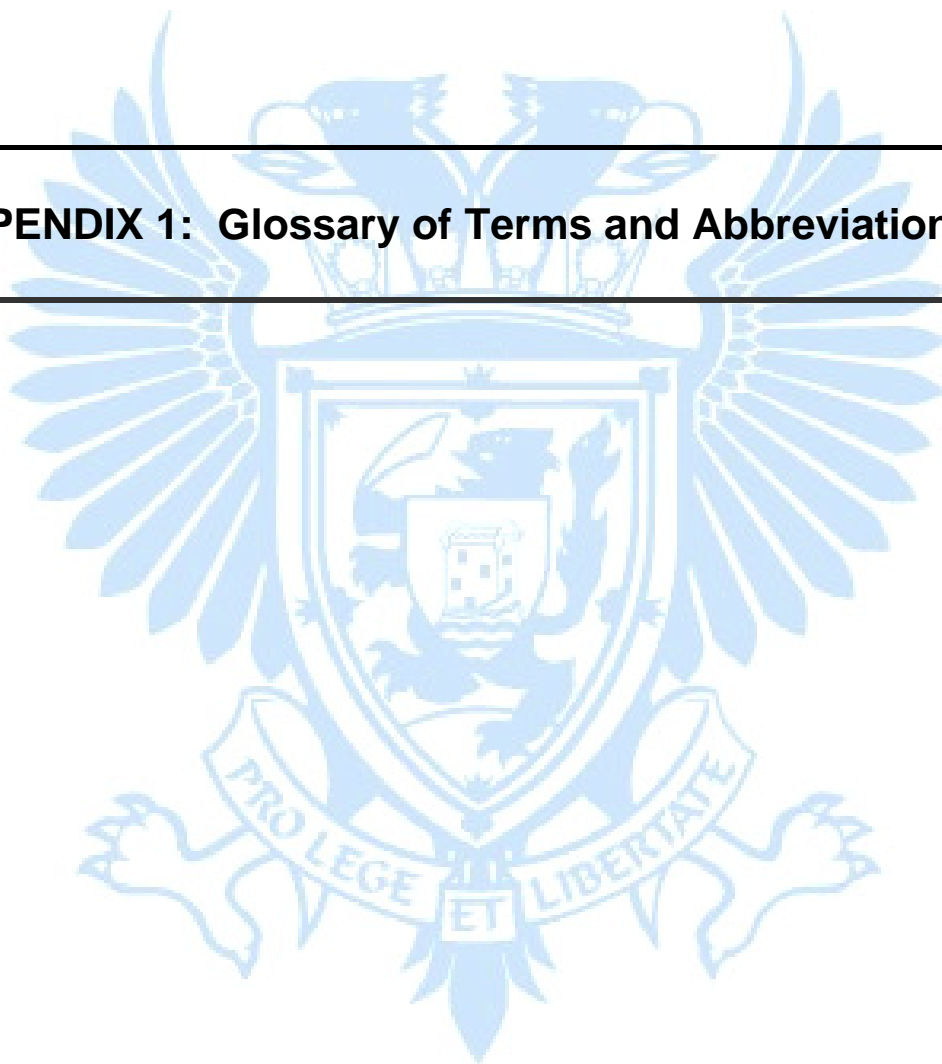 PENDIX 1: Glossary of Terms and Abbreviation
PRO LEGE ET LIBERTATE